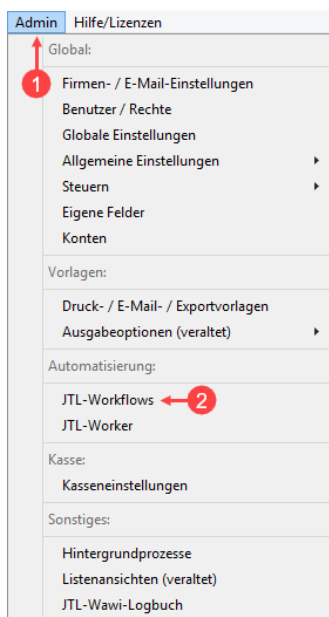 Admin Hilfe/Lizenzen
Global:
1
Firmen- / E-Mail-Einstellungen
Benutzer / Rechte
Globale Einstellungen
Allgemeine Einstellungen
Steuern
Eigene Felder
Konten
Vorlagen:
Druck- / E-Mail- / Exportvorlagen
Ausgabeoptionen (veraltet)
Automatisierung:
JTL-Workflows 2
JTL-Worker
Kasse:
Kasseneinstellungen
Sonstiges:
Hintergrundprozesse
Listenansichten (veraltet)
JTL-Wawi-Logbuch